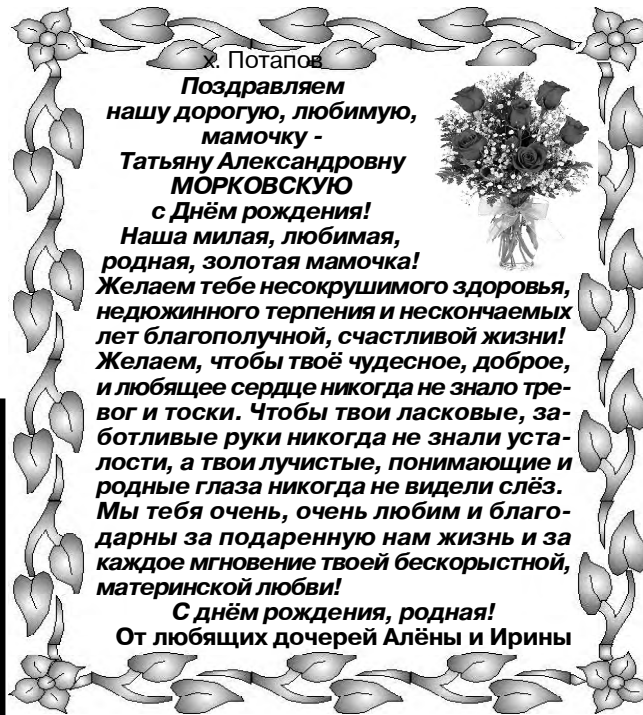 х. Потапов
Поздравляем
нашу дорогую, любимую,
мамочку -
Татьяну Александровну
МОРКОВСКУЮ
с Днём рождения!
Наша милая, любимая,
родная, золотая мамочка!
Желаем тебе несокрушимого здоровья,
недюжинного терпения и нескончаемых
лет благополучной, счастливой жизни!
Желаем, чтобы твоё чудесное, доброе,
и любящее сердце никогда не знало тре-
вог и тоски. Чтобы твои ласковые, за-
ботливые руки никогда не знали уста-
лости, а твои лучистые, понимающие и
родные глаза никогда не видели слёз.
Мы тебя очень, очень любим и благо-
дарны за подаренную нам жизнь и за
каждое мгновение твоей бескорыстной,
материнской любви!
С днём рождения, родная!
От любящих дочерей Алёны и Ирины